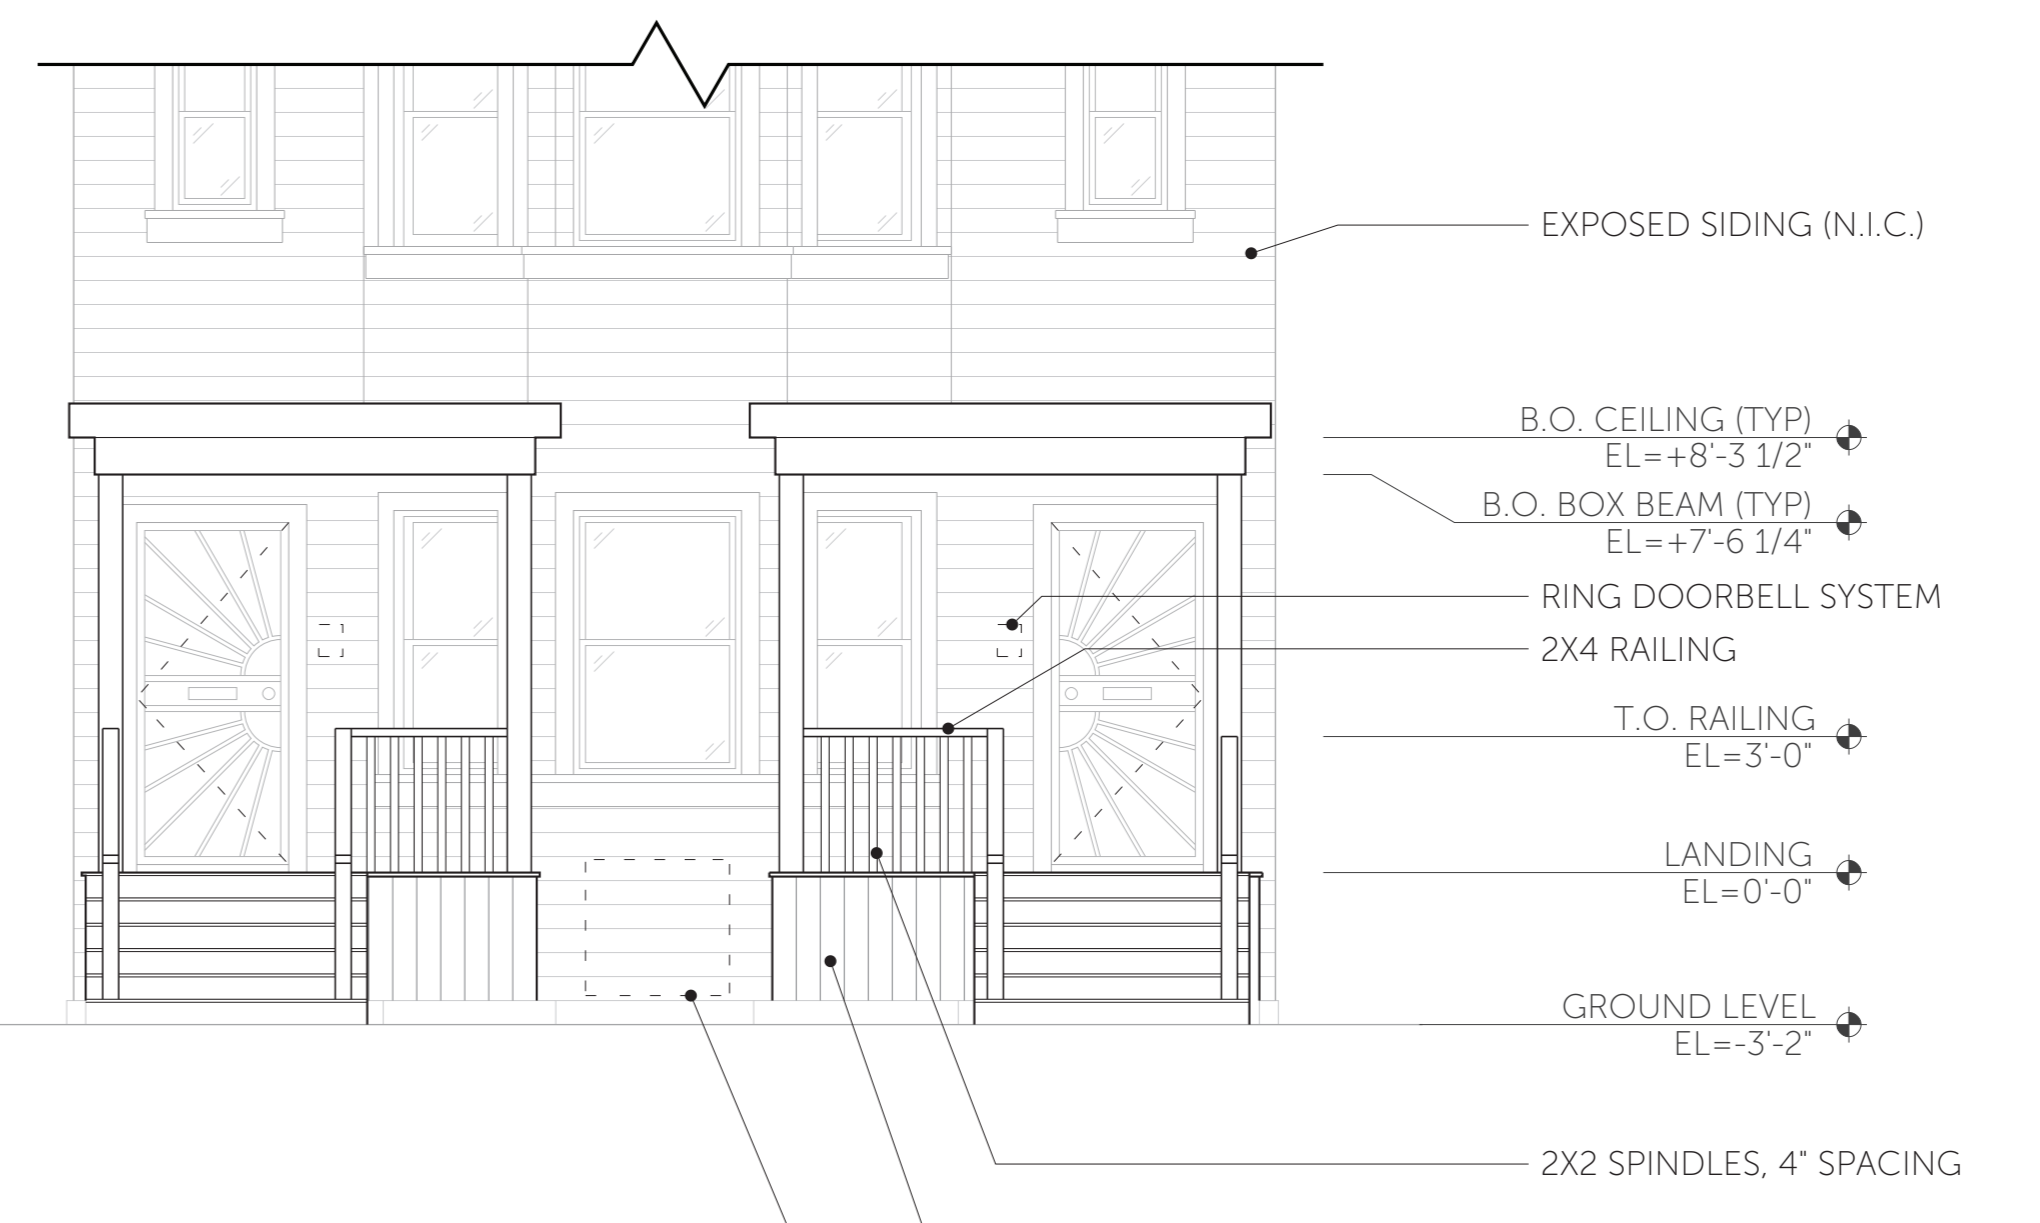 EXPOSED SIDING (N.I.C.)
B.O. CEILING (TYP)
EL=+8'-3 1/2"
B.O. BOX BEAM (TYP)
EL=+7'-6 1/4"
RING DOORBELL SYSTEM
2X4 RAILING
T.O. RAILING
EL=3'-0"
LANDING
EL=0'-0"
GROUND LEVEL
EL=-3'-2"
2X2 SPINDLES, 4" SPACING